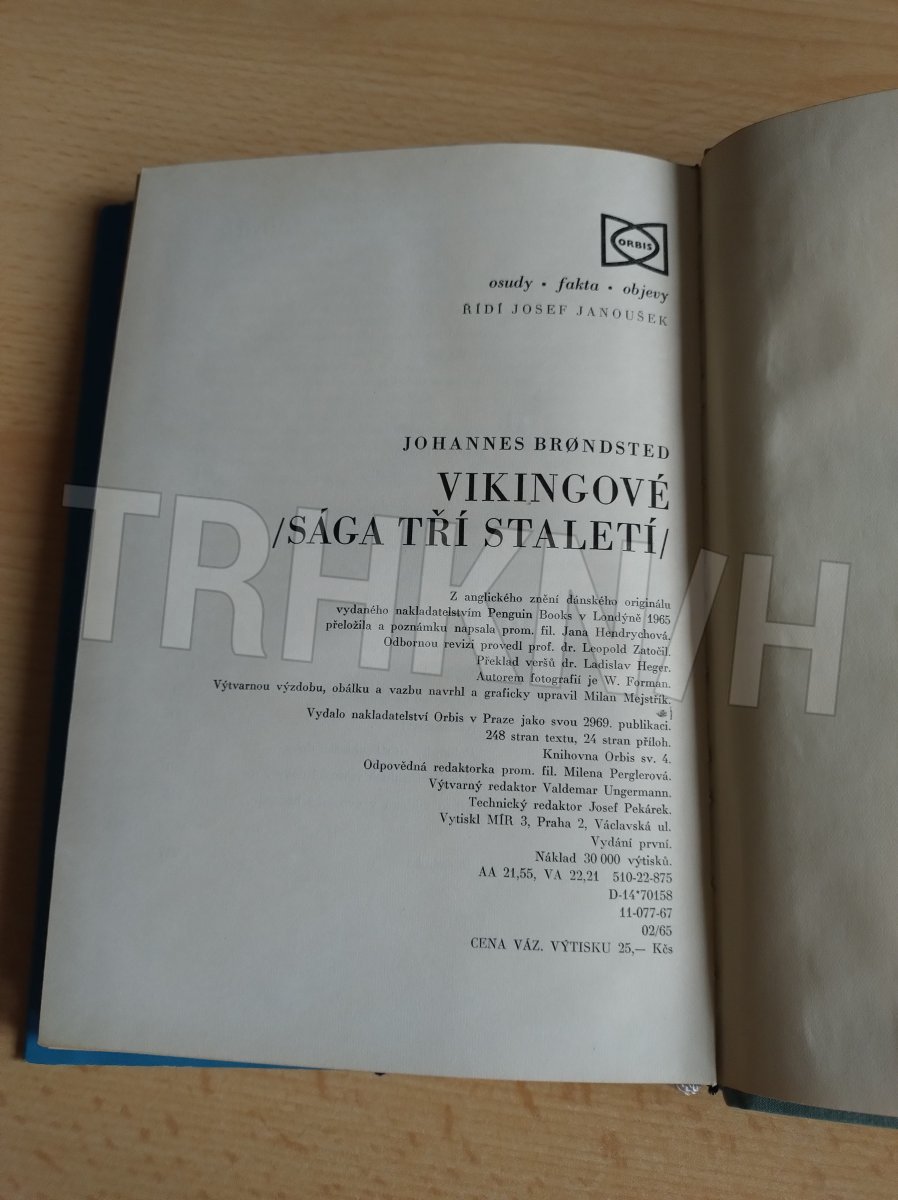 ORBIS
osudy • fakta • objevy
ŘÍDÍ JOSEF JANOUŠEK
JOHANNES BRØNDSTED
VIKINGOVÉ
/SÁGA TŘÍ STALETÍ/
Z anglického znění dánského originálu
vydaného nakladatelstvím Penguin Books v Londýně 1965
přeložila a poznámku napsala prom. fil. Jana Hendrychová.
Odbornou revizi provedl prof. dr. Leopold Zatočil.
Překlad veršů dr. Ladislav Heger.
Autorem fotografií je W. Forman.
Výtvarnou výzdobu, obálku a vazbu navrhl a graficky upravil Milan Mejstřík.
Vydalo nakladatelství Orbis v Praze jako svou 2969. publikaci.
248 stran textu, 24 stran příloh.
Knihovna Orbis sv. 4.
Odpovědná redaktorka prom. fil. Milena Perglerová.
Výtvarný redaktor Valdemar Ungermann.
Technický redaktor Josef Pekárek.
Vytiskl MÍR 3, Praha 2, Václavská ul.
Vydání první.
Náklad 30 000 výtisků.
AA 21,55, VA 22,21 510-22-875
D-14*70158
11-077-67
02/65
CENA VÁZ. VÝTISKU 25,— Kčs
TRHKNIH